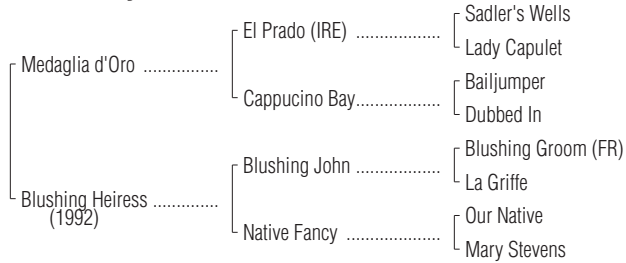 Sadler's Wells
El Prado (IRE) ..................
Lady Capulet
Medaglia d'Oro ...............
Bailjumper
Cappucino Bay.....................
Dubbed In
Blushing Groom (FR)
Blushing John ..................
La Griffe
Blushing Heiress .............
(1992)
Our Native
Native Fancy ...................
Mary Stevens